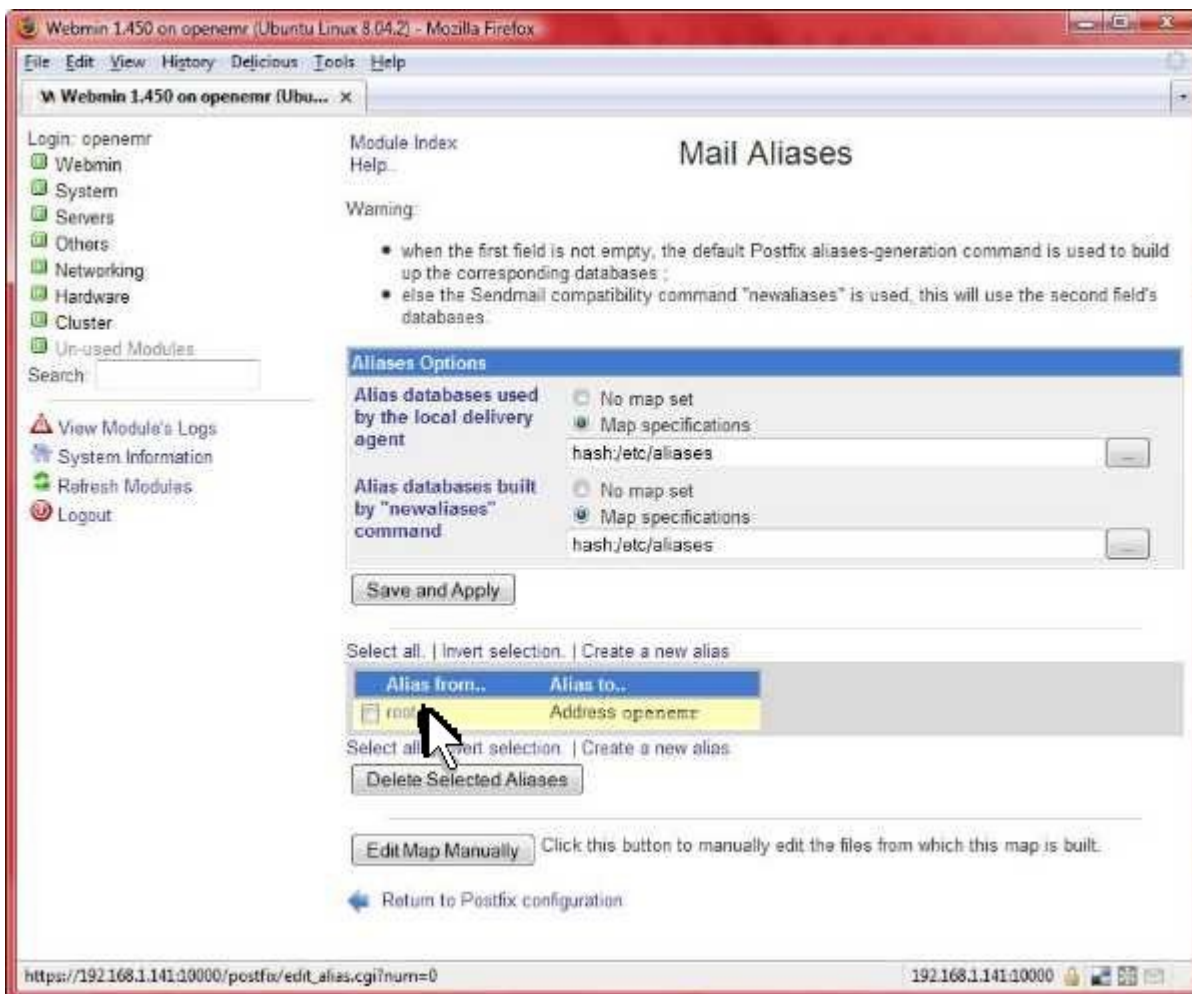 Webmin 1.450 on openemr (Ubuntu Linux 8.04.2) - Mozilla Firefox
File Edit View History Delicious Tools Help
Webmin 1.450 on openemr (Ubu... ×
Login: openemr
Webmin
System
Servers
Others
Networking
Hardware
Cluster
Un-used Modules
Search:
View Module's Logs
System Information
Refresh Modules
Logout
Module Index
Help..
Mail Aliases
Warning:
• when the first field is not empty, the default Postfix aliases-generation command is used to build
up the corresponding databases ;
• else the Sendmail compatibility command "newaliases" is used, this will use the second field's
databases.
Aliases Options
Alias databases used
by the local delivery
agent
No map set
Map specifications
hash:/etc/aliases
...
Alias databases built
by "newaliases"
command
No map set
Map specifications
hash:/etc/aliases
...
Save and Apply
Select all. | Invert selection. | Create a new alias
Alias from.. Alias to..
root Address openemr
Select all selection. | Create a new alias
Delete Selected Aliases
Edit Map Manually Click this button to manually edit the files from which this map is built.
Return to Postfix configuration
https://192.168.1.141:10000/postfix/edit_alias.cgi?num=0 192.168.1.141:10000